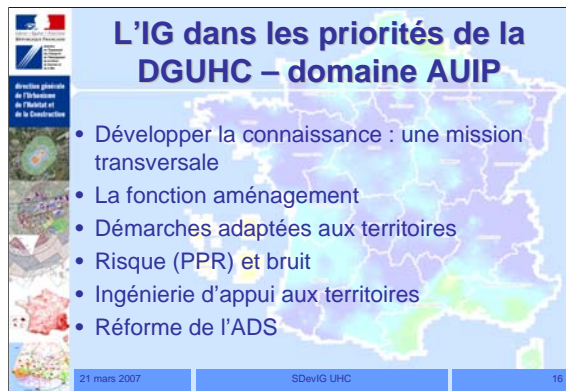 L'IG dans les priorités de la
DGUHC – domaine AUIP
direction générale
de l'Urbanisme
de l'Habitat et
de la Construction
• Développer la connaissance : une mission
transversale
• La fonction aménagement
• Démarches adaptées aux territoires
• Risque (PPR) et bruit
• Ingénierie d'appui aux territoires
• Réforme de l'ADS
21 mars 2007
SDevIG UHC
16